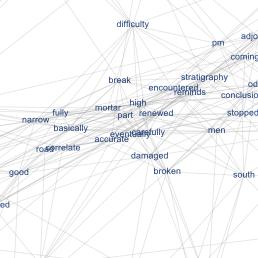 difficulty
pm
adjo
coming
break
stratigraphy
encountered
od
reminds
conclusio
high
mortar
fully
part
renewed
stopped
narrow
basically
eventually
carefully
men
accurate
road
correlate
damaged
good
broken
south
ed